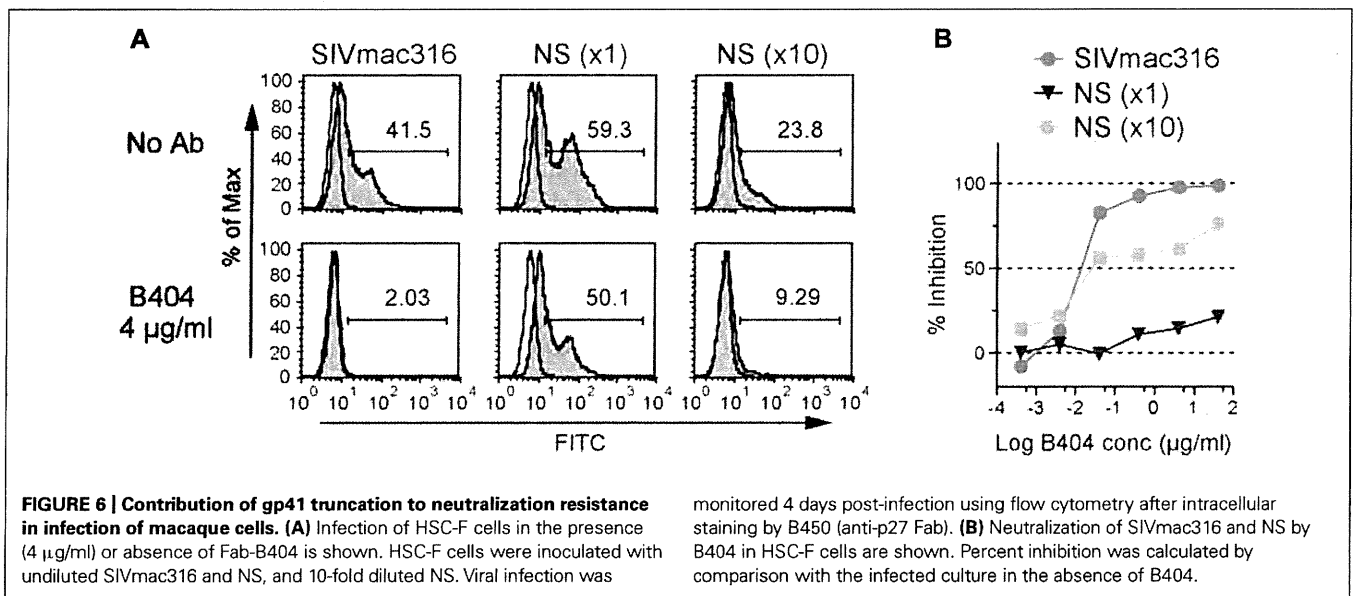 A
B
SIVmac316 NS (x1) NS (x10)
SIVmac316
NS (x1)
NS (x10)
No Ab
100
80
60
40
20
0
41.5
59.3
23.8
% of Max
B404
4 µg/ml
100
80
60
40
20
0
2.03
50.1
9.29
10⁰ 10¹ 10² 10³ 10⁴ 10⁰ 10¹ 10² 10³ 10⁴ 10⁰ 10¹ 10² 10³ 10⁴
FITC
% Inhibition
100
50
0
-4 -3 -2 -1 0 1 2
Log B404 conc (µg/ml)
FIGURE 6 | Contribution of gp41 truncation to neutralization resistance
in infection of macaque cells. (A) Infection of HSC-F cells in the presence
(4 µg/ml) or absence of Fab-B404 is shown. HSC-F cells were inoculated with
undiluted SIVmac316 and NS, and 10-fold diluted NS. Viral infection was
monitored 4 days post-infection using flow cytometry after intracellular
staining by B450 (anti-p27 Fab). (B) Neutralization of SIVmac316 and NS by
B404 in HSC-F cells are shown. Percent inhibition was calculated by
comparison with the infected culture in the absence of B404.